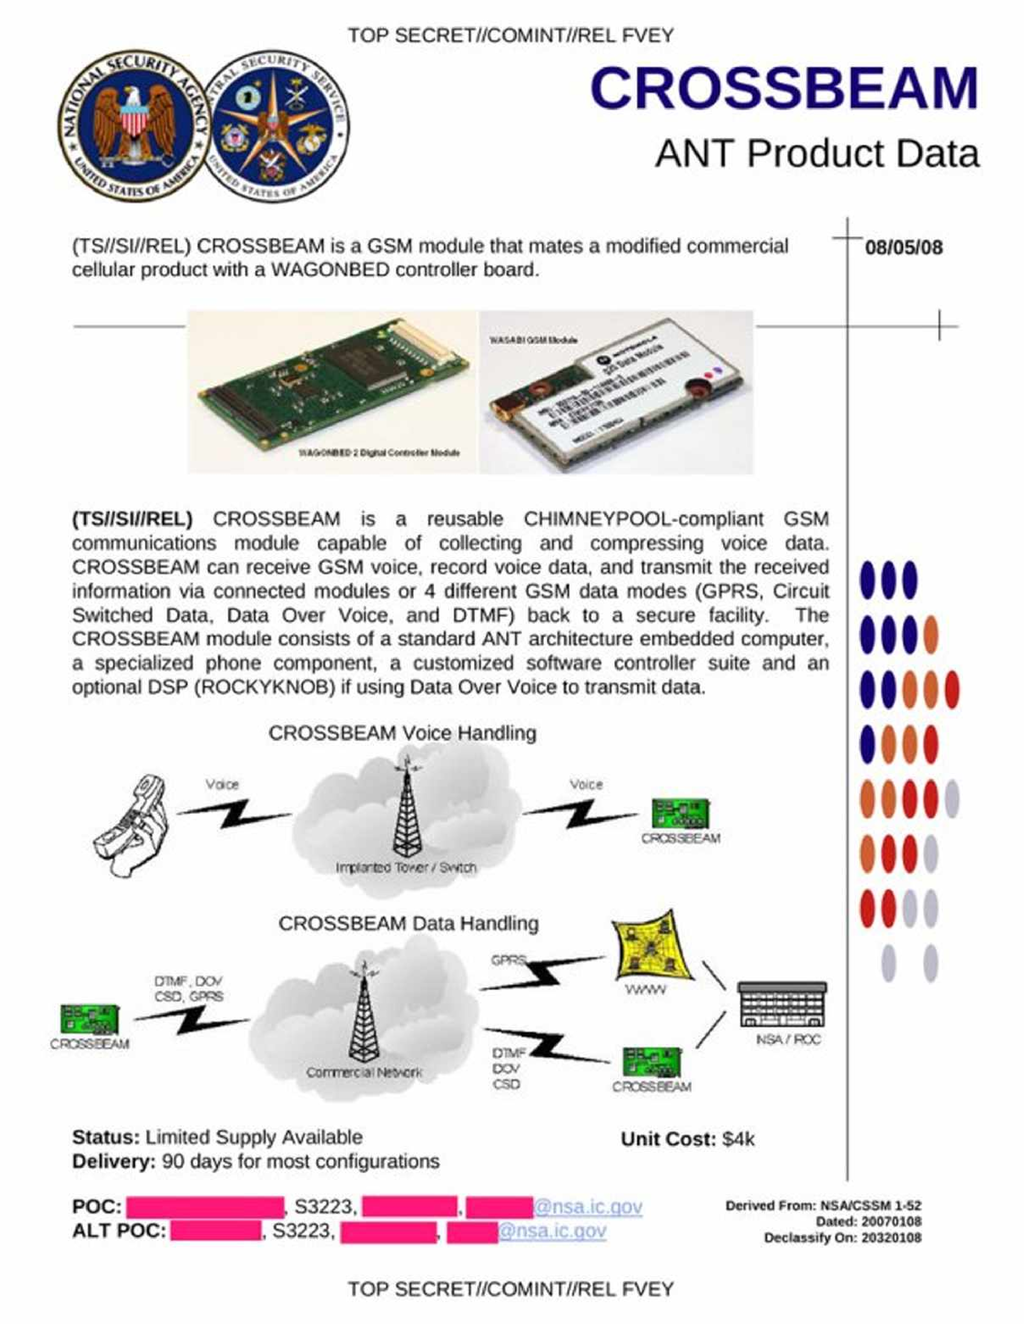 TOP SECRET//COMINT//REL FVEY
NATIONAL SECURITY AGENCY
UNITED STATES OF AMERICA
CENTRAL SECURITY SERVICE
UNITED STATES OF AMERICA
CROSSBEAM
ANT Product Data
(TS//SI//REL) CROSSBEAM is a GSM module that mates a modified commercial
cellular product with a WAGONBED controller board.
08/05/08
WAGONBED 2 Digital Controller Module
WASABI GSM Module
MOTOROLA
g20 Data Module
(TS//SI//REL) CROSSBEAM is a reusable CHIMNEYPOOL-compliant GSM
communications module capable of collecting and compressing voice data.
CROSSBEAM can receive GSM voice, record voice data, and transmit the received
information via connected modules or 4 different GSM data modes (GPRS, Circuit
Switched Data, Data Over Voice, and DTMF) back to a secure facility. The
CROSSBEAM module consists of a standard ANT architecture embedded computer,
a specialized phone component, a customized software controller suite and an
optional DSP (ROCKYKNOB) if using Data Over Voice to transmit data.
CROSSBEAM Voice Handling
Voice
Voice
Implanted Tower / Switch
CROSSBEAM
CROSSBEAM Data Handling
DTMF, DOV
CSD, GPRS
CROSSBEAM
Commercial Network
GPRS
WWW
DTMF
DOV
CSD
CROSSBEAM
NSA / ROC
Status: Limited Supply Available
Delivery: 90 days for most configurations
Unit Cost: $4k
POC: , S3223, , @nsa.ic.gov
ALT POC: , S3223, , @nsa.ic.gov
Derived From: NSA/CSSM 1-52
Dated: 20070108
Declassify On: 20320108
TOP SECRET//COMINT//REL FVEY